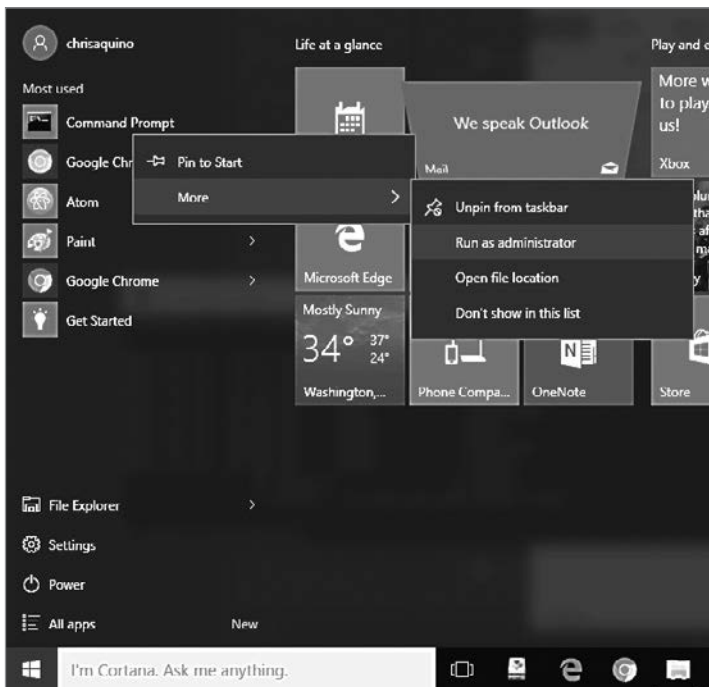 chrisaquino
Life at a glance
Play and
Most used
Command Prompt
Google Chr
Atom
Paint
Google Chrome
Get Started
Pin to Start
More
Unpin from taskbar
Run as administrator
Open file location
Don't show in this list
We speak Outlook
Mail
More
to play
us!
Xbox
Microsoft Edge
Mostly Sunny
34° 37°
24°
Washington,...
Phone Compa...
OneNote
Store
File Explorer
Settings
Power
All apps
New
I'm Cortana. Ask me anything.